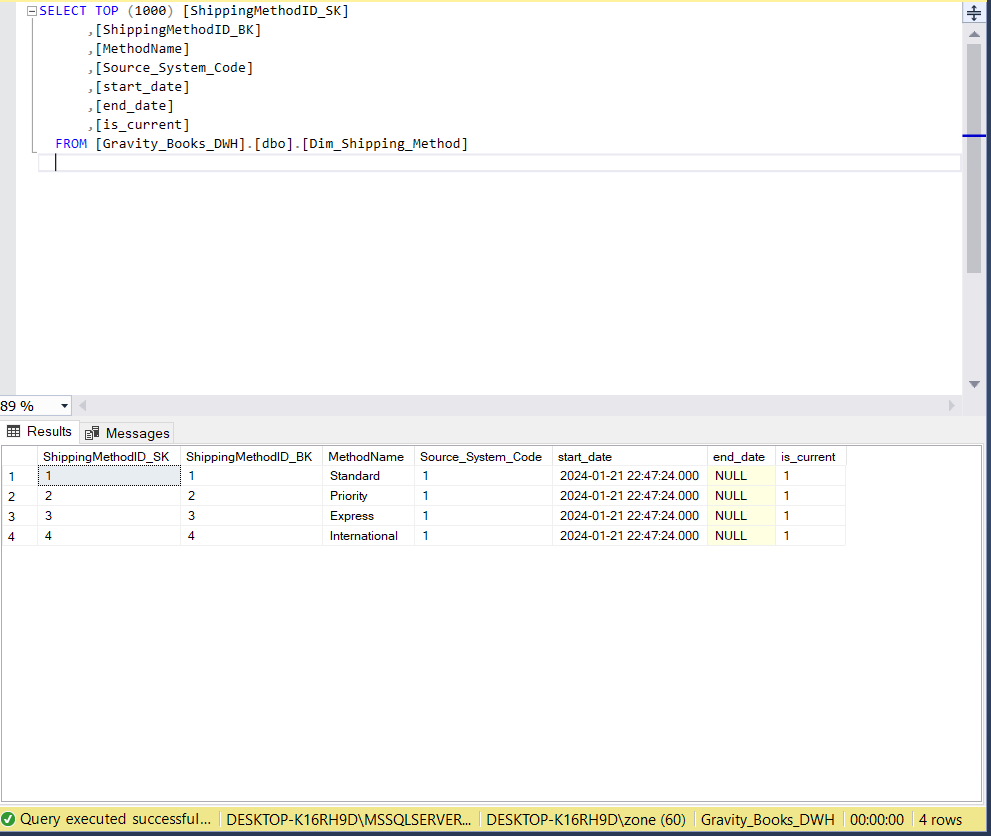 SELECT TOP (1000) [ShippingMethodID_SK]
,[ShippingMethodID_BK]
,[MethodName]
,[Source_System_Code]
,[start_date]
,[end_date]
,[is_current]
FROM [Gravity_Books_DWH].[dbo].[Dim_Shipping_Method]
89 %
Results Messages
ShippingMethodID_SK ShippingMethodID_BK MethodName Source_System_Code start_date end_date is_current
1 1 1 Standard 1 2024-01-21 22:47:24.000 NULL 1
2 2 2 Priority 1 2024-01-21 22:47:24.000 NULL 1
3 3 3 Express 1 2024-01-21 22:47:24.000 NULL 1
4 4 4 International 1 2024-01-21 22:47:24.000 NULL 1
Query executed successful... DESKTOP-K16RH9D\MSSQLSERVER... DESKTOP-K16RH9D\zone (60) Gravity_Books_DWH 00:00:00 4 rows